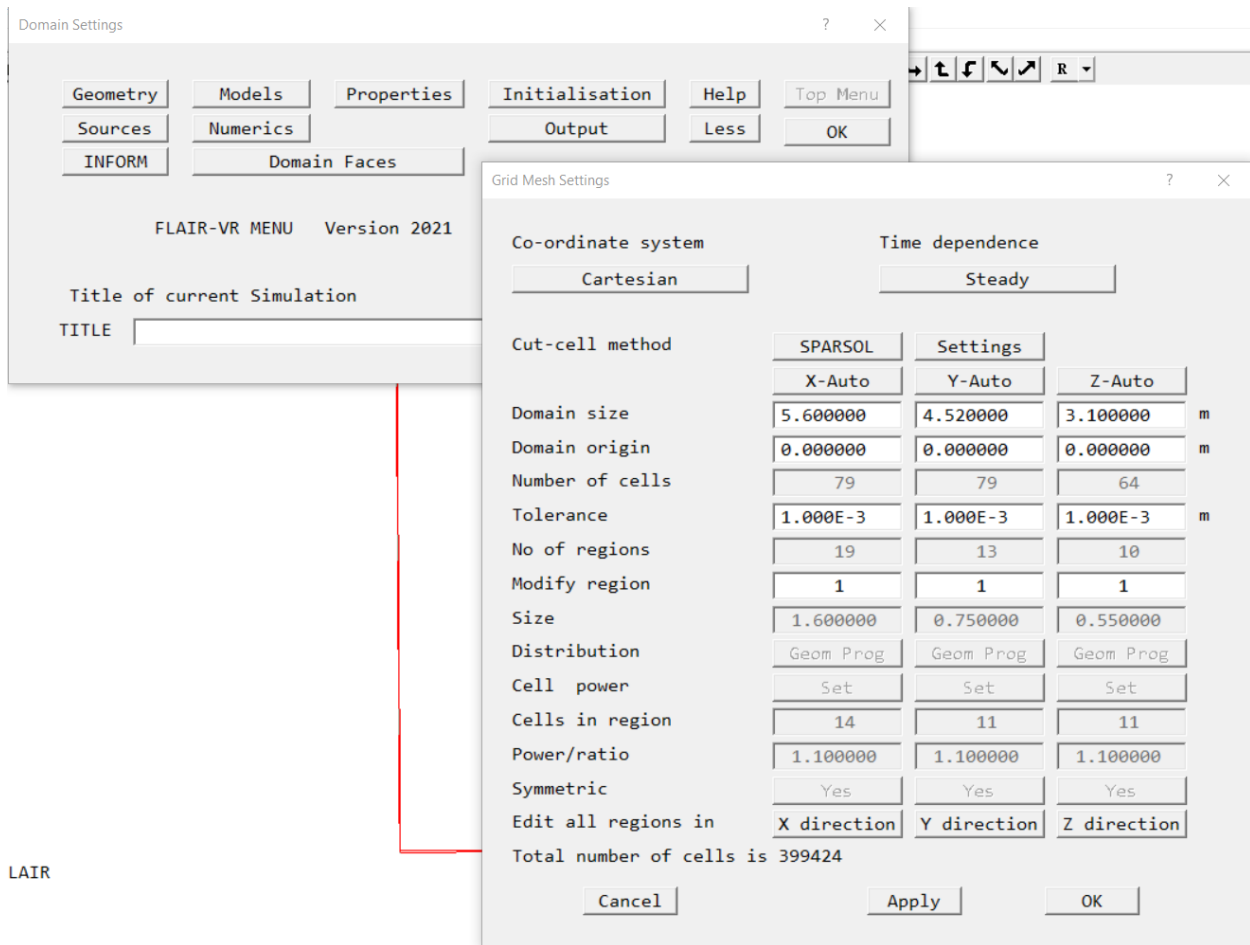 Domain Settings ? ×
R
Geometry Models Properties Initialisation Help Top Menu
Sources Numerics Output Less OK
INFORM Domain Faces
FLAIR-VR MENU Version 2021
Title of current Simulation
TITLE
Grid Mesh Settings ? ×
Co-ordinate system Time dependence
Cartesian Steady
Cut-cell method SPARSOL Settings
X-Auto Y-Auto Z-Auto
Domain size 5.600000 4.520000 3.100000 m
Domain origin 0.000000 0.000000 0.000000 m
Number of cells 79 79 64
Tolerance 1.000E-3 1.000E-3 1.000E-3 m
No of regions 19 13 10
Modify region 1 1 1
Size 1.600000 0.750000 0.550000
Distribution Geom Prog Geom Prog Geom Prog
Cell power Set Set Set
Cells in region 14 11 11
Power/ratio 1.100000 1.100000 1.100000
Symmetric Yes Yes Yes
Edit all regions in X direction Y direction Z direction
Total number of cells is 399424
Cancel Apply OK
LAIR